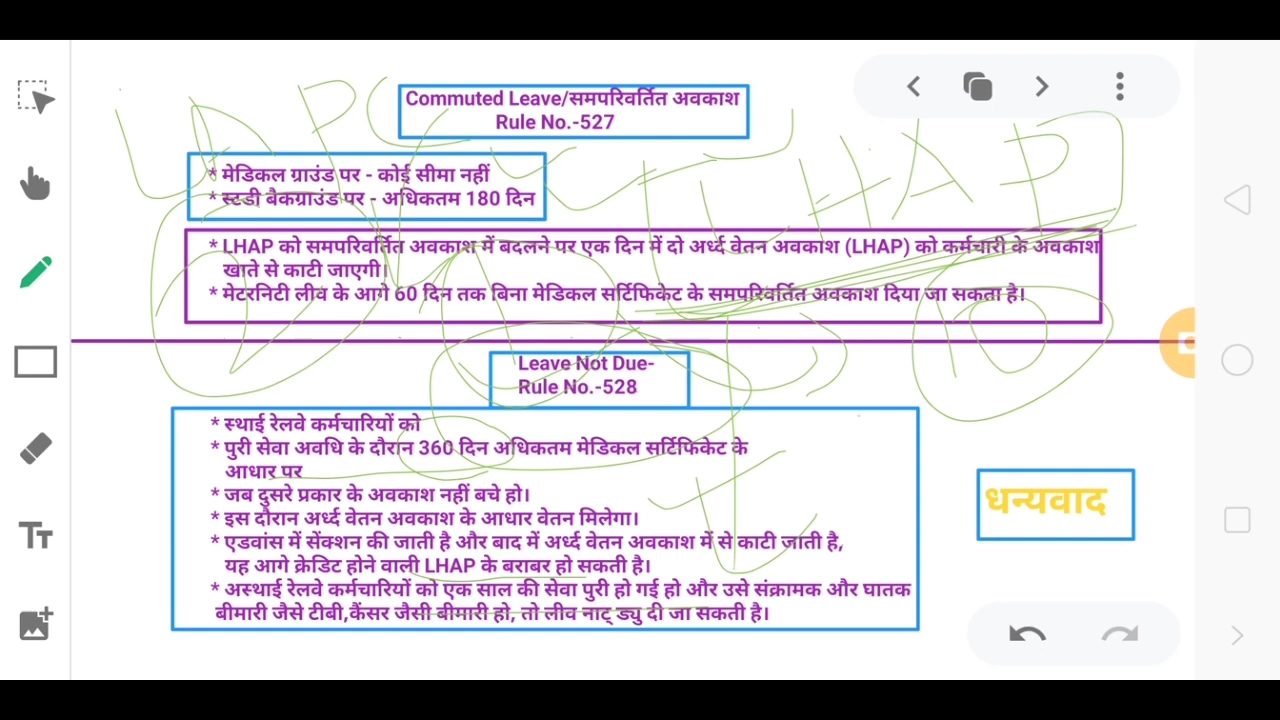 Commuted Leave/समपरिवर्तित अवकाश
Rule No.-527
* मेडिकल ग्राउंड पर - कोई सीमा नहीं
* स्टडी बैकग्राउंड पर - अधिकतम 180 दिन
* LHAP को समपरिवर्तित अवकाश में बदलने पर एक दिन में दो अर्ध्द वेतन अवकाश (LHAP) को कर्मचारी के अवकाश
खाते से काटी जाएगी।
* मेटरनिटी लीव के आगे 60 दिन तक बिना मेडिकल सर्टिफिकेट के समपरिवर्तित अवकाश दिया जा सकता है।
Leave Not Due-
Rule No.-528
* स्थाई रेलवे कर्मचारियों को
* पुरी सेवा अवधि के दौरान 360 दिन अधिकतम मेडिकल सर्टिफिकेट के
आधार पर
* जब दुसरे प्रकार के अवकाश नहीं बचे हो।
* इस दौरान अर्ध्द वेतन अवकाश के आधार वेतन मिलेगा।
* एडवांस में सेंक्शन की जाती है और बाद में अर्ध्द वेतन अवकाश में से काटी जाती है,
यह आगे क्रेडिट होने वाली LHAP के बराबर हो सकती है।
* अस्थाई रेलवे कर्मचारियों को एक साल की सेवा पुरी हो गई हो और उसे संक्रामक और घातक
बीमारी जैसे टीबी,कैंसर जैसी बीमारी हो, तो लीव नाट् ड्यु दी जा सकती है।
धन्यवाद
LHAP
TT